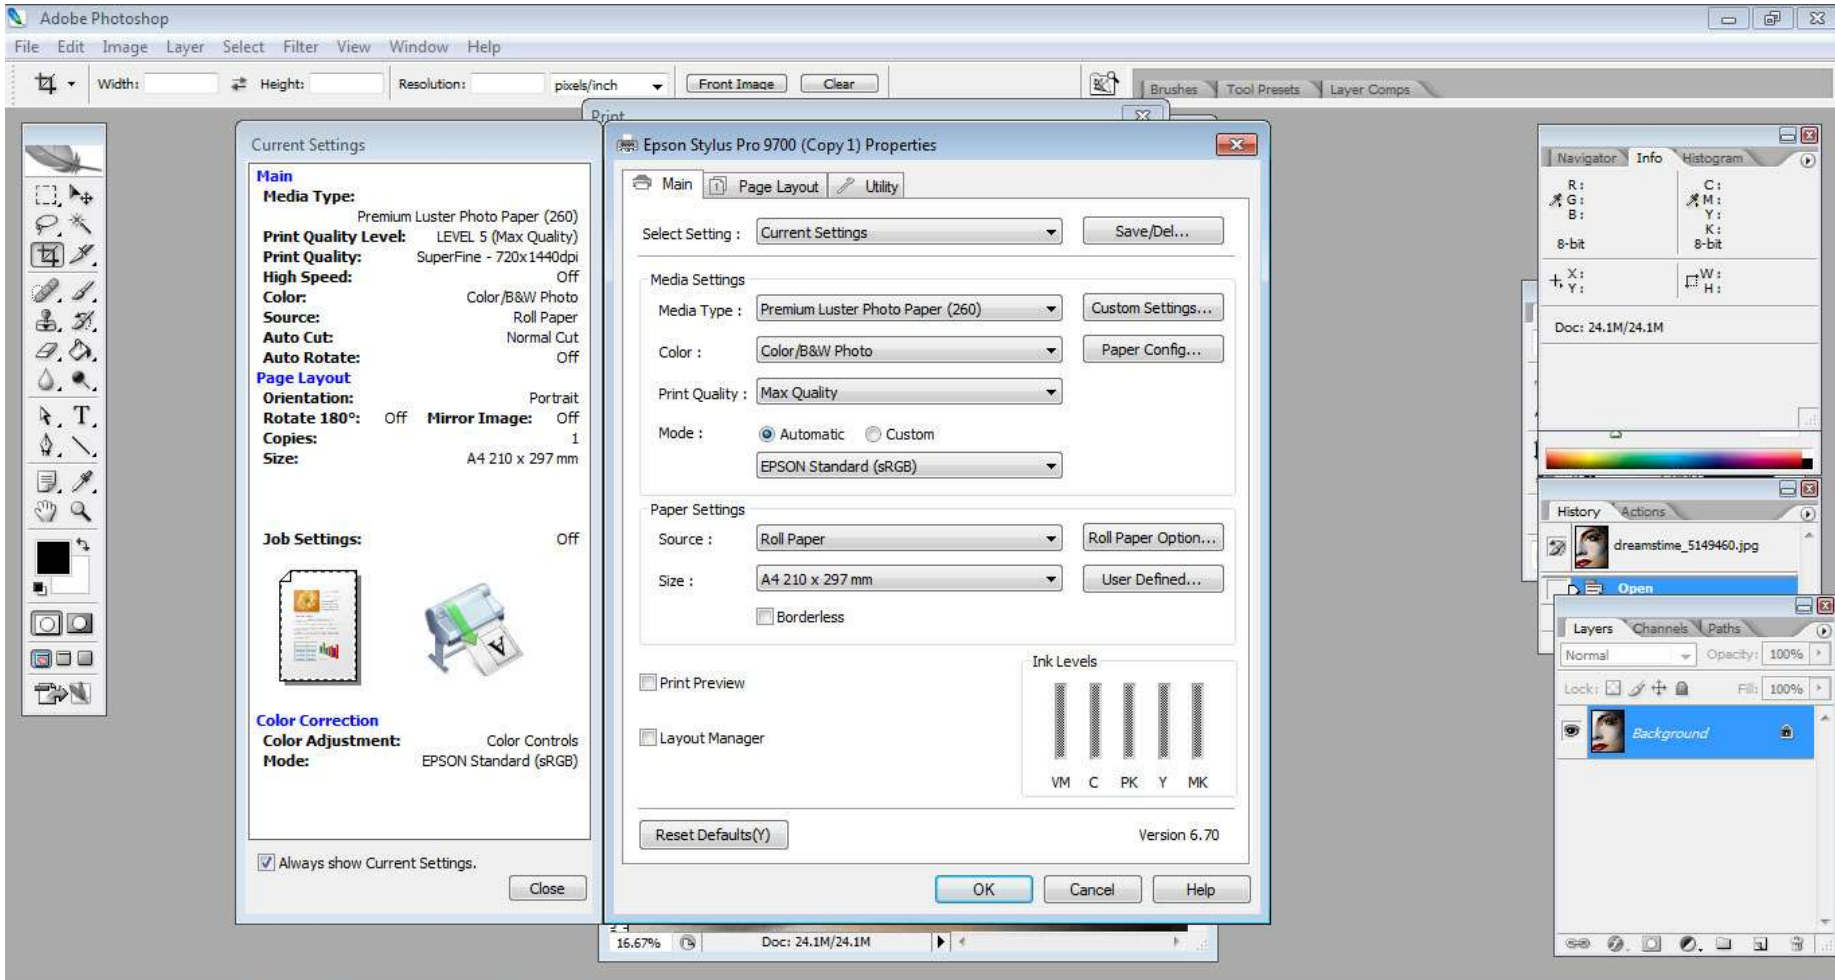 Adobe Photoshop
File Edit Image Layer Select Filter View Window Help
Width: Height: Resolution: pixels/inch Front Image Clear
Brushes Tool Presets Layer Comps
Print
Current Settings
Main
Media Type:
Premium Luster Photo Paper (260)
Print Quality Level: LEVEL 5 (Max Quality)
Print Quality: SuperFine - 720x1440dpi
High Speed: Off
Color: Color/B&W Photo
Source: Roll Paper
Auto Cut: Normal Cut
Auto Rotate: Off
Page Layout
Orientation: Portrait
Rotate 180°: Off Mirror Image: Off
Copies: 1
Size: A4 210 x 297 mm
Job Settings: Off
Color Correction
Color Adjustment: Color Controls
Mode: EPSON Standard (sRGB)
Always show Current Settings.
Close
Epson Stylus Pro 9700 (Copy 1) Properties
Main Page Layout Utility
Select Setting : Current Settings Save/Del...
Media Settings
Media Type : Premium Luster Photo Paper (260) Custom Settings...
Color : Color/B&W Photo Paper Config...
Print Quality : Max Quality
Mode : Automatic Custom
EPSON Standard (sRGB)
Paper Settings
Source : Roll Paper Roll Paper Option...
Size : A4 210 x 297 mm User Defined...
Borderless
Print Preview
Layout Manager
Ink Levels
VM C PK Y MK
Reset Defaults(Y) Version 6.70
OK Cancel Help
16.67% Doc: 24.1M/24.1M
Navigator Info Histogram
R: C:
G: M:
B: Y:
K:
8-bit 8-bit
X: W:
Y: H:
Doc: 24.1M/24.1M
History Actions
dreamstime_5149460.jpg
Open
Layers Channels Paths
Normal Opacity: 100%
Lock: Fill: 100%
Background